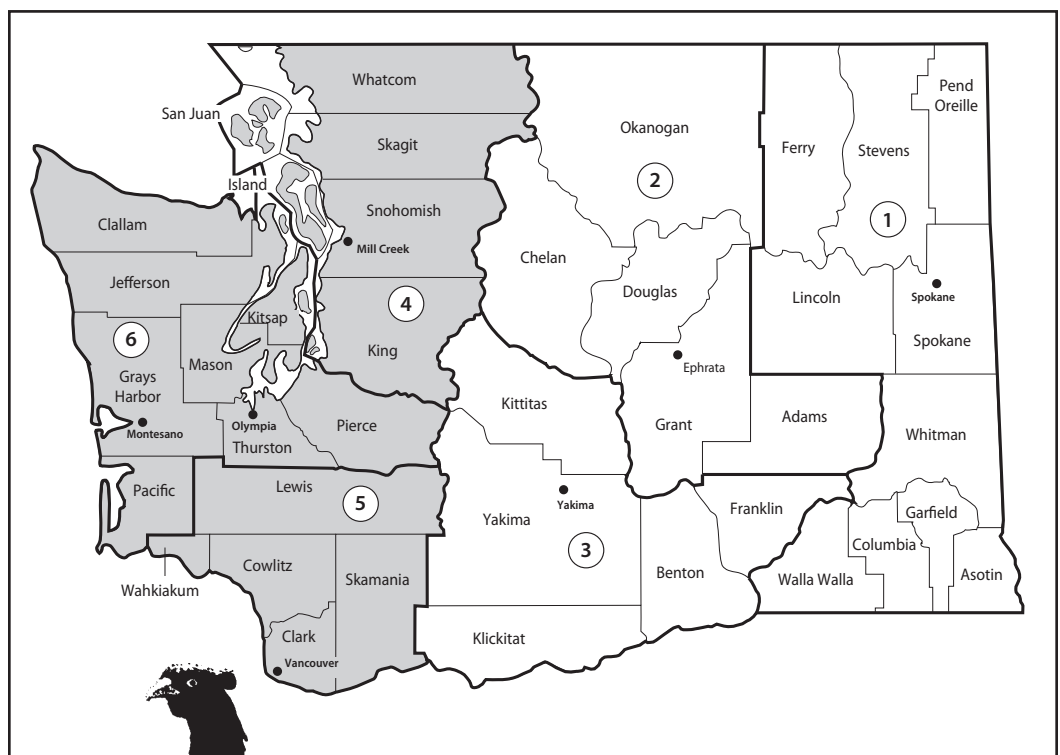 Whatcom
Pend
Oreille
San Juan
Okanogan
Skagit
Ferry
Stevens
2
Island
Snohomish
1
Clallam
Mill Creek
Chelan
Jefferson
Douglas
Lincoln
Spokane
4
Kitsap
6
King
Spokane
Mason
Ephrata
Grays
Harbor
Kittitas
Adams
Olympia
Montesano
Pierce
Grant
Whitman
Thurston
Pacific
Lewis
5
Yakima
Franklin
Garfield
Yakima
3
Columbia
Cowlitz
Skamania
Benton
Walla Walla
Asotin
Wahkiakum
Clark
Klickitat
Vancouver